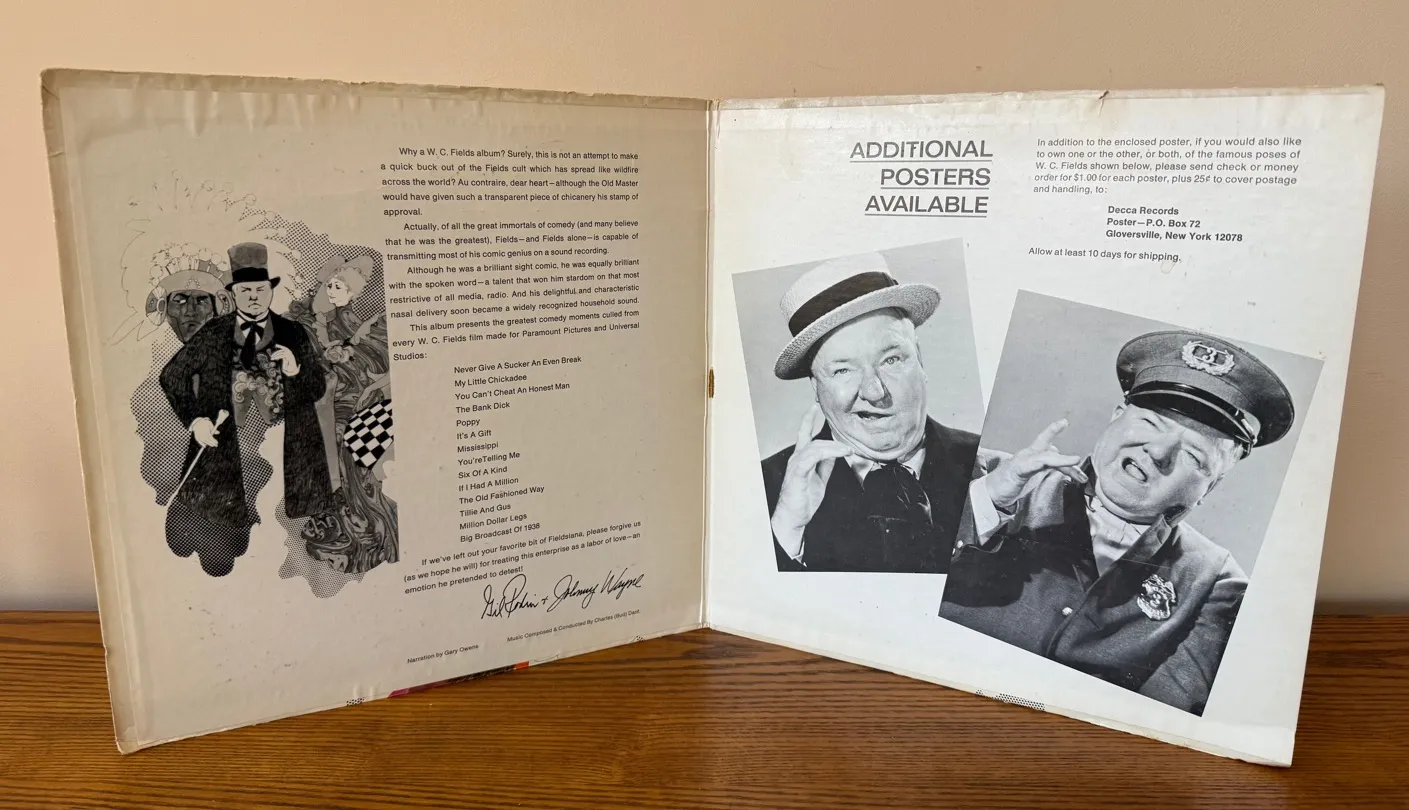 Why a W. C. Fields album? Surely, this is not an attempt to make
a quick buck out of the Fields cult which has spread like wildfire
across the world? Au contraire, dear heart—although the Old Master
would have given such a transparent piece of chicanery his stamp of
approval.
Actually, of all the great immortals of comedy (and many believe
that he was the greatest), Fields—and Fields alone—is capable of
transmitting most of his comic genius on a sound recording.
Although he was a brilliant sight comic, he was equally brilliant
with the spoken word—a talent that won him stardom on that most
restrictive of all media, radio. And his delightful and characteristic
nasal delivery soon became a widely recognized household sound.
This album presents the greatest comedy moments culled from
every W. C. Fields film made for Paramount Pictures and Universal
Studios:
Never Give A Sucker An Even Break
My Little Chickadee
You Can't Cheat An Honest Man
The Bank Dick
Poppy
It's A Gift
Mississippi
You'reTelling Me
Six Of A Kind
If I Had A Million
The Old Fashioned Way
Tillie And Gus
Million Dollar Legs
Big Broadcast Of 1938
If we've left out your favorite bit of Fieldsiana, please forgive us
(as we hope he will) for treating this enterprise as a labor of love—an
emotion he pretended to detest!
Gil Rodin + Johnny Wayne
Music Composed & Conducted By Charles (Bud) Dant.
Narration by Gary Owens
ADDITIONAL
POSTERS
AVAILABLE
In addition to the enclosed poster, if you would also like
to own one or the other, or both, of the famous poses of
W. C. Fields shown below, please send check or money
order for $1.00 for each poster, plus 25¢ to cover postage
and handling, to:
Decca Records
Poster—P.O. Box 72
Gloversville, New York 12078
Allow at least 10 days for shipping.
3
3